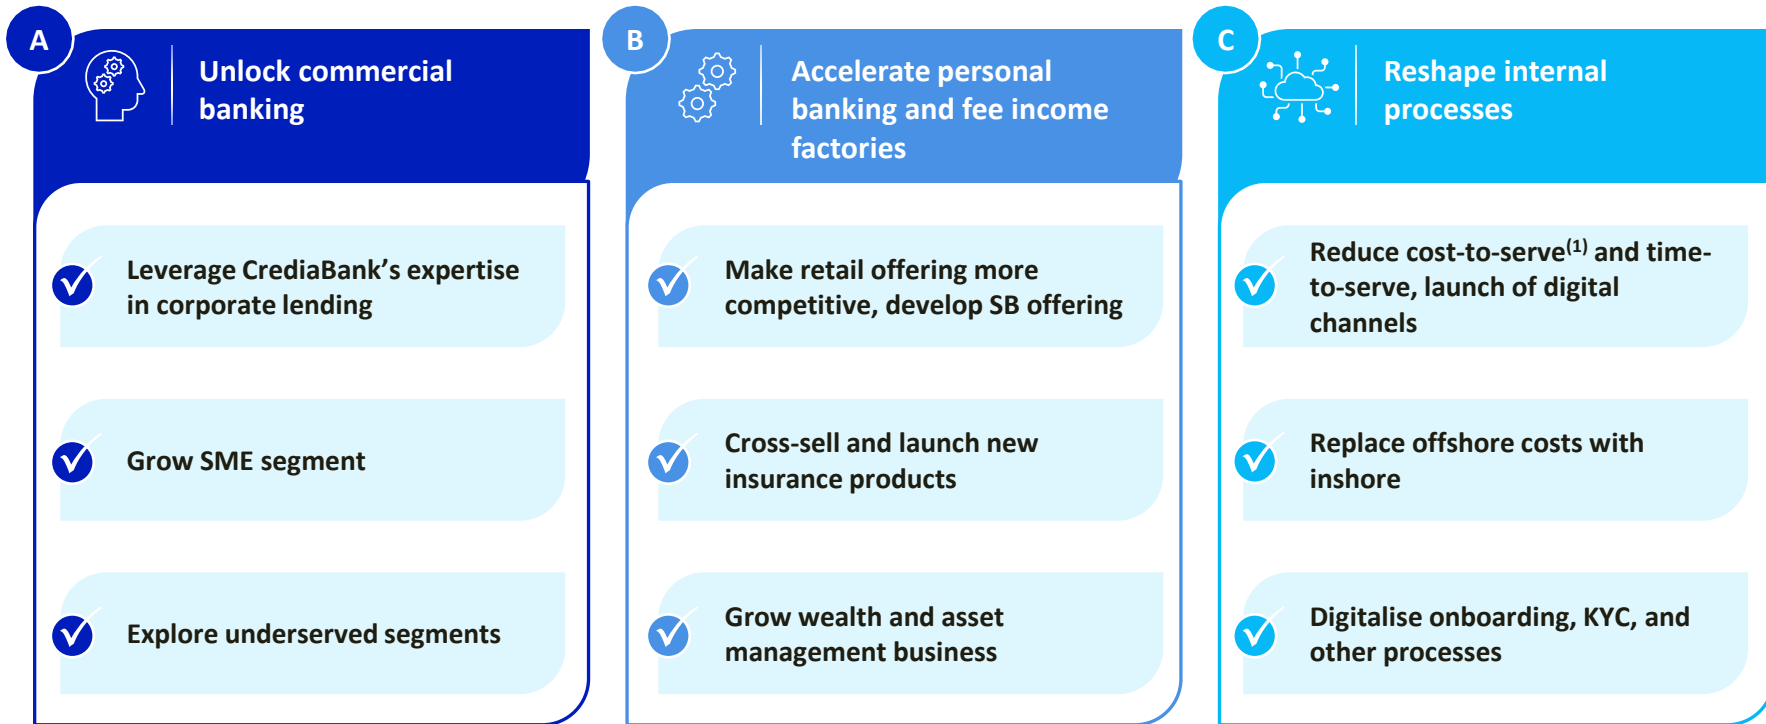 A
Unlock commercial
banking
Leverage CrediaBank’s expertise
in corporate lending
Grow SME segment
Explore underserved segments
B
Accelerate personal
banking and fee income
factories
Make retail offering more
competitive, develop SB offering
Cross-sell and launch new
insurance products
Grow wealth and asset
management business
C
Reshape internal
processes
Reduce cost-to-serve(1) and time-
to-serve, launch of digital
channels
Replace offshore costs with
inshore
Digitalise onboarding, KYC, and
other processes